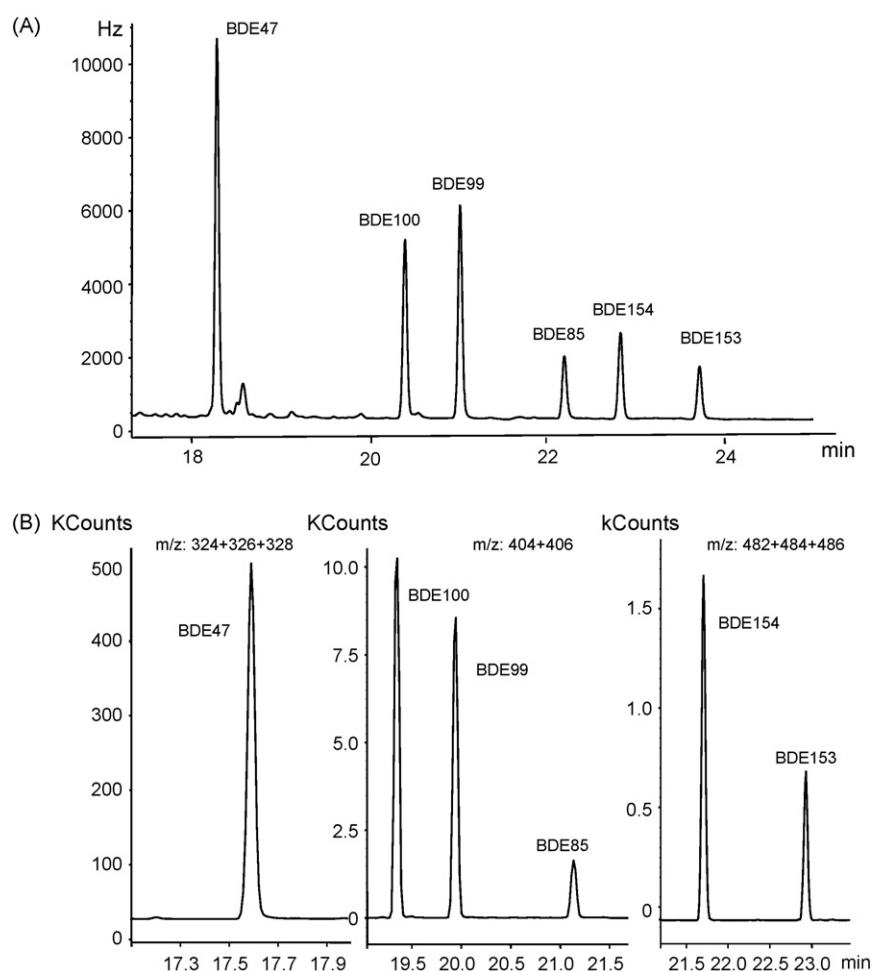 (A)
Hz
BDE47
10000
8000
6000
4000
2000
0
BDE100
BDE99
BDE85
BDE154
BDE153
18
20
22
24
min
(B)
KCounts
m/z: 324+326+328
500
400
300
200
100
0
BDE47
17.3
17.5
17.7
17.9
KCounts
m/z: 404+406
10.0
7.5
5.0
2.5
0
BDE100
BDE99
BDE85
19.5
20.0
20.5
21.0
21.5
kCounts
m/z: 482+484+486
1.5
1.0
0.5
0
BDE154
BDE153
21.5
22.0
22.5
23.0
min